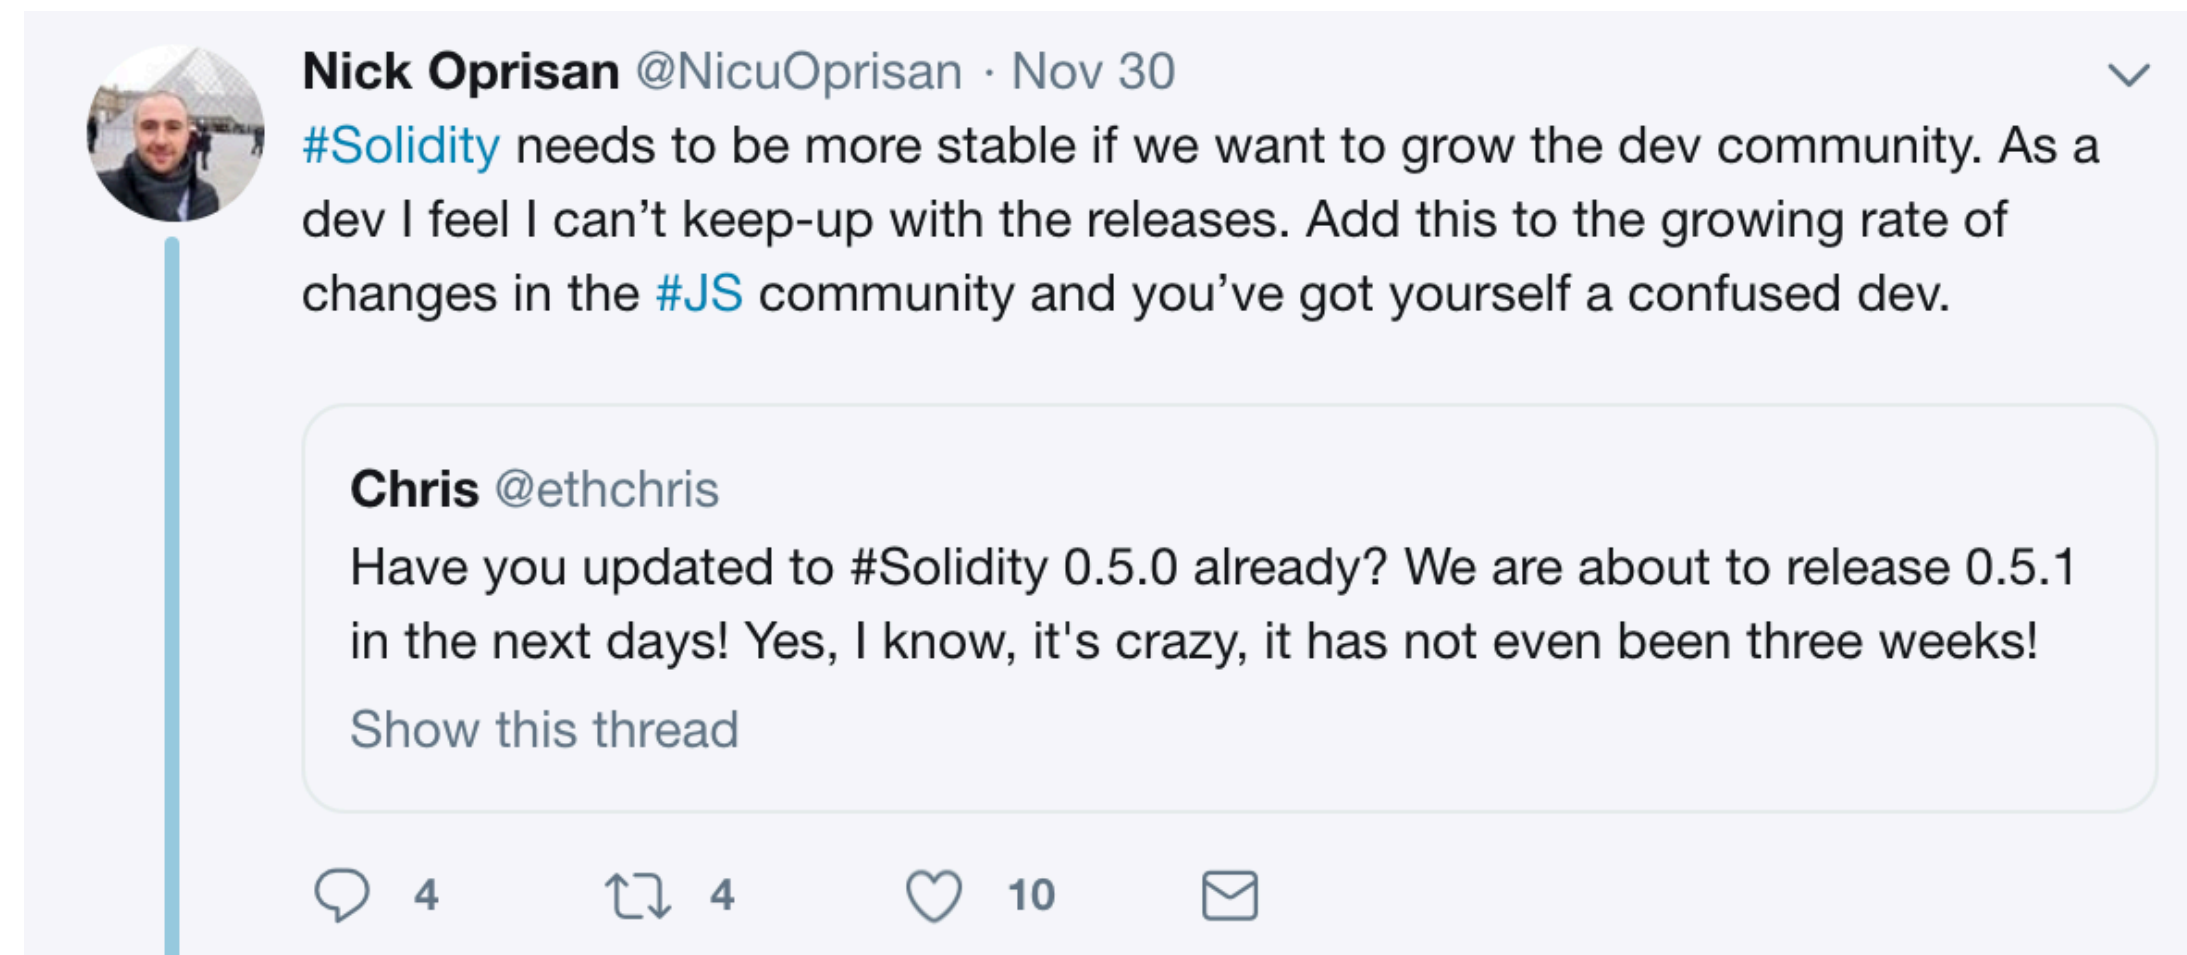 Nick Oprisan @NicuOprisan · Nov 30
#Solidity needs to be more stable if we want to grow the dev community. As a
dev I feel I can’t keep-up with the releases. Add this to the growing rate of
changes in the #JS community and you’ve got yourself a confused dev.
Chris @ethchris
Have you updated to #Solidity 0.5.0 already? We are about to release 0.5.1
in the next days! Yes, I know, it's crazy, it has not even been three weeks!
Show this thread
4 4 10